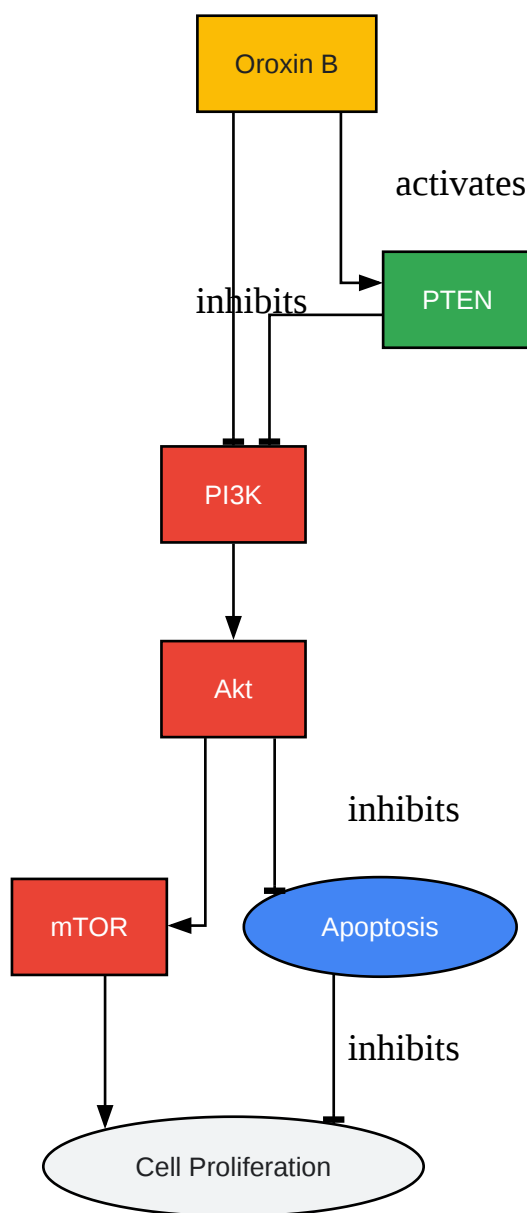 Oroxin B
activates
PTEN
inhibits
PI3K
Akt
inhibits
mTOR
Apoptosis
inhibits
Cell Proliferation